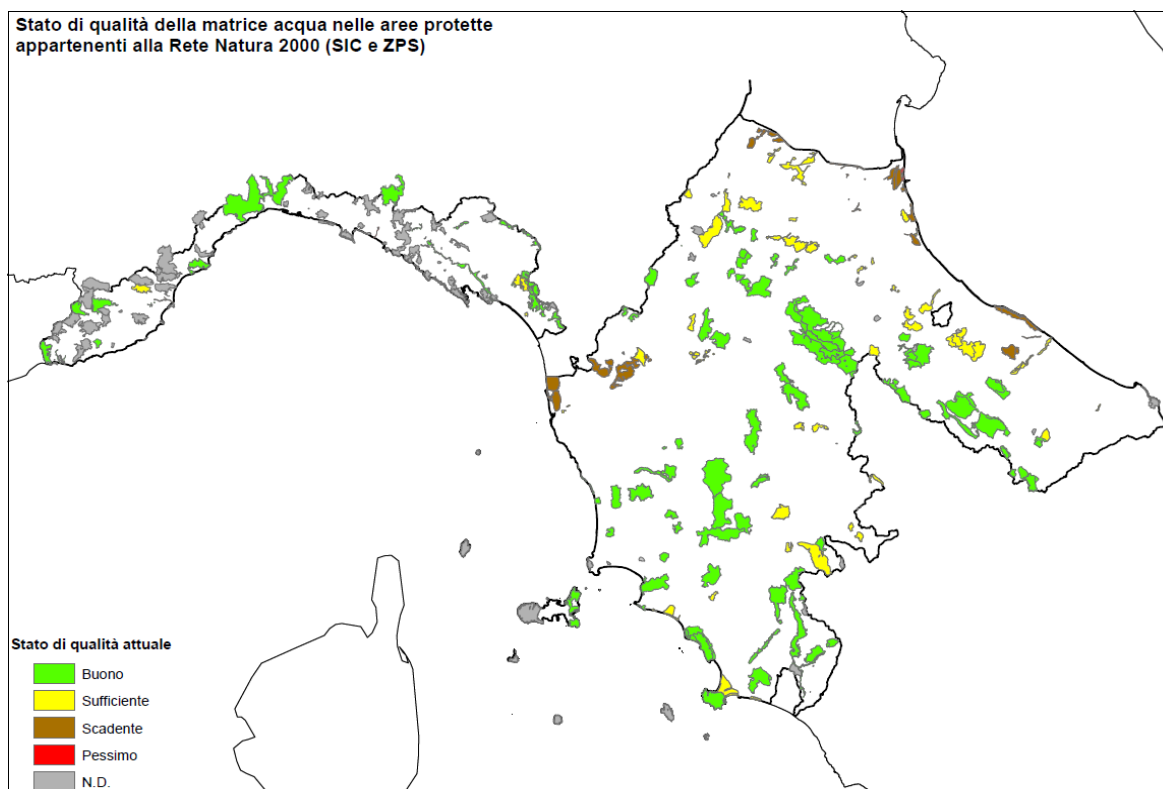 Stato di qualità della matrice acqua nelle aree protette
appartenenti alla Rete Natura 2000 (SIC e ZPS)
Stato di qualità attuale
Buono
Sufficiente
Scadente
Pessimo
N.D.